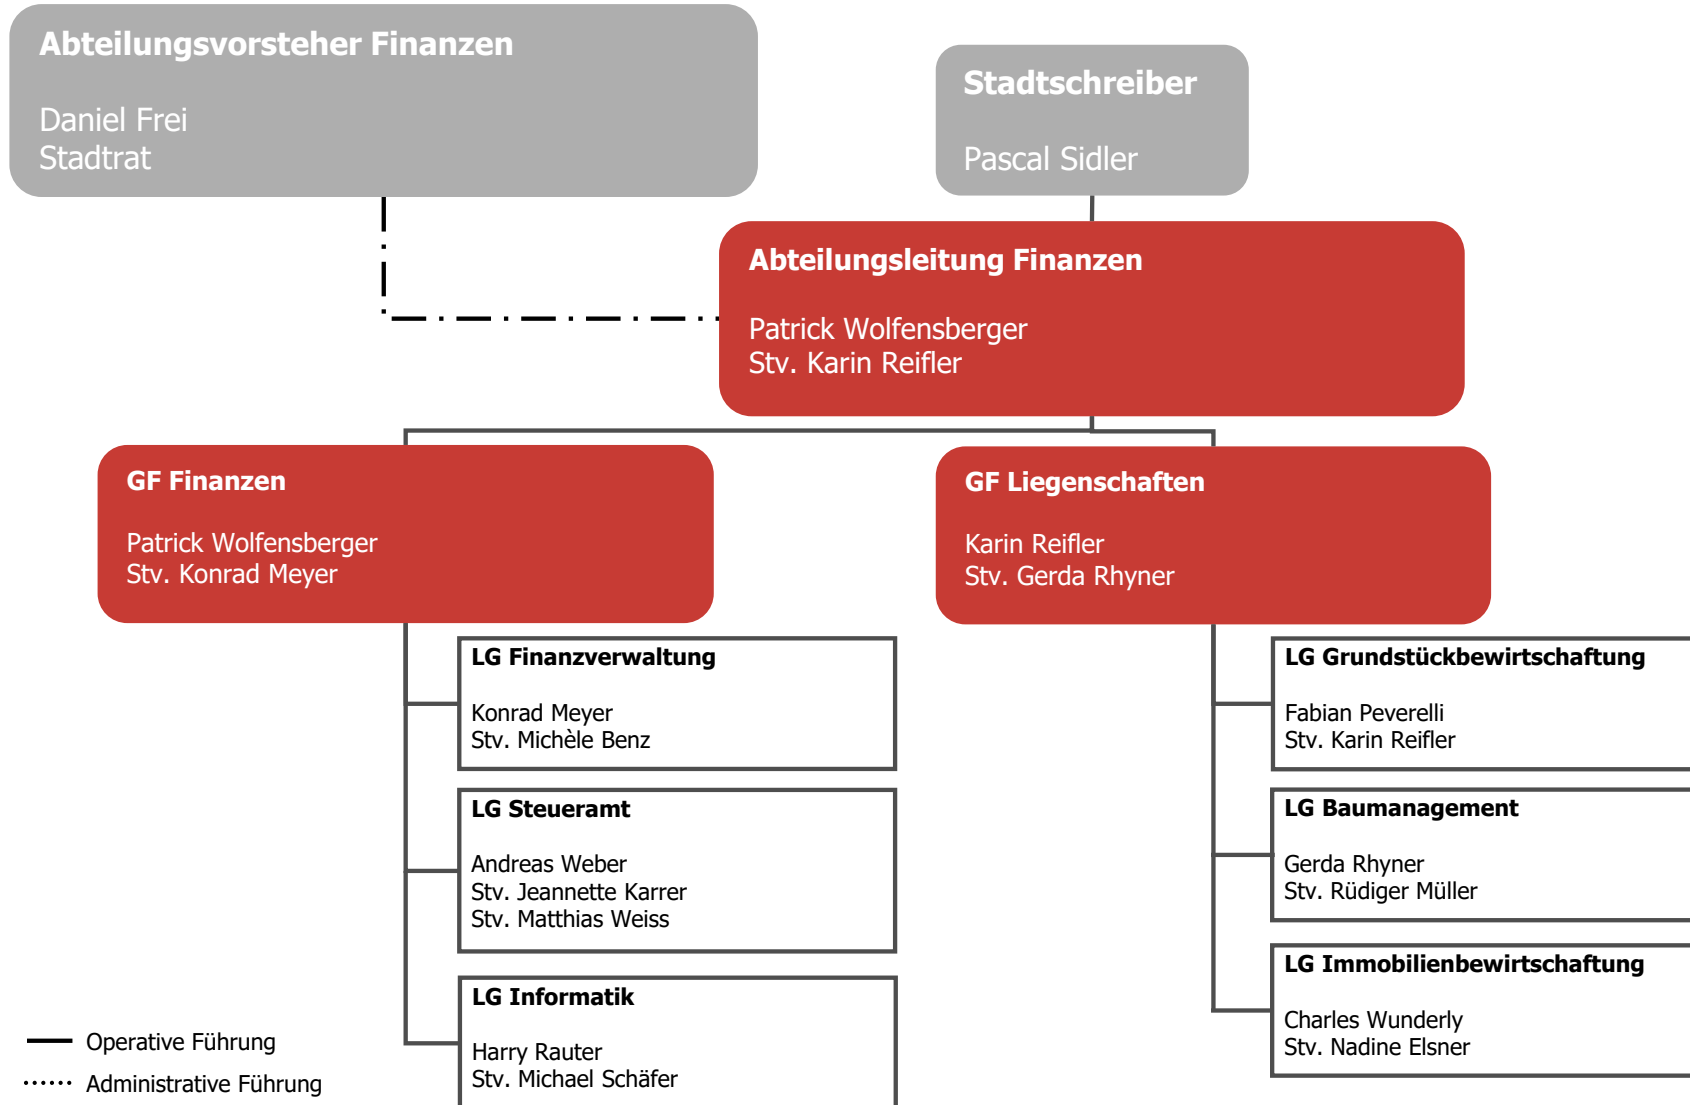 Abteilungsvorsteher Finanzen
Daniel Frei
Stadtrat
Stadtschreiber
Pascal Sidler
Abteilungsleitung Finanzen
Patrick Wolfensberger
Stv. Karin Reifler
GF Finanzen
Patrick Wolfensberger
Stv. Konrad Meyer
GF Liegenschaften
Karin Reifler
Stv. Gerda Rhyner
LG Finanzverwaltung
Konrad Meyer
Stv. Michèle Benz
LG Steueramt
Andreas Weber
Stv. Jeannette Karrer
Stv. Matthias Weiss
LG Informatik
Harry Rauter
Stv. Michael Schäfer
LG Grundstückbewirtschaftung
Fabian Peverelli
Stv. Karin Reifler
LG Baumanagement
Gerda Rhyner
Stv. Rüdiger Müller
LG Immobilienbewirtschaftung
Charles Wunderly
Stv. Nadine Elsner
Operative Führung
Administrative Führung